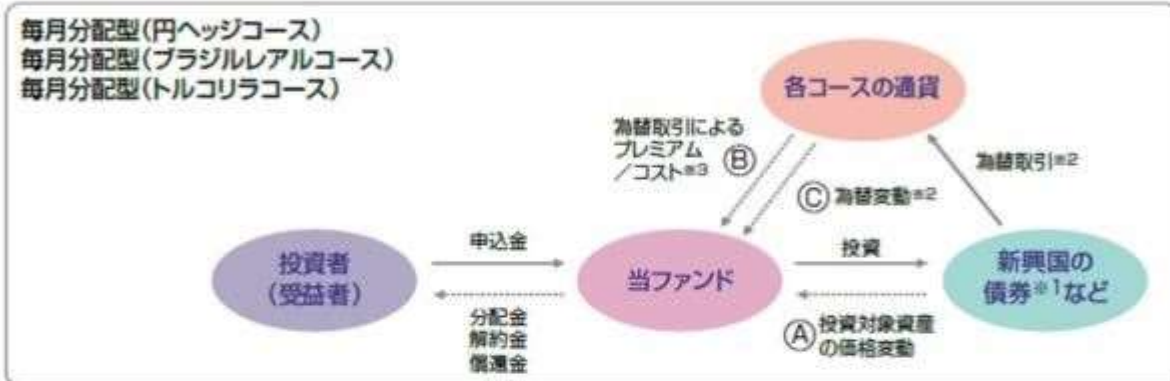 毎月分配型(円ヘッジコース)
毎月分配型(ブラジルレアルコース)
毎月分配型(トルコリラコース)
各コースの通貨
為替取引による
プレミアム
/コスト※3
Ⓑ
為替取引※2
Ⓒ為替変動※2
投資者
(受益者)
申込金
分配金
解約金
償還金
当ファンド
投資
Ⓐ投資対象資産
の価格変動
新興国の
債券※1など